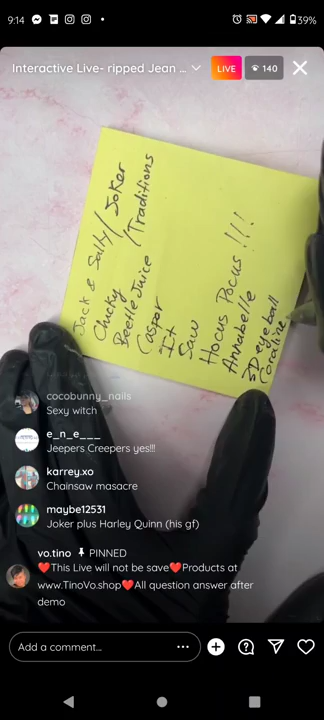 9:14
39%
Interactive Live- ripped Jean ...
LIVE
140
Jack & Sally / Joker
Chucky
Beetle Juice / Traditions
Casper
"It
Saw
Hocus Pocus !!!
Annabelle
3D eyeball
Coraline
cocobunny_nails
Sexy witch
e_n_e___
Jeepers Creepers yes!!!
karrey.xo
Chainsaw masacre
maybe12531
Joker plus Harley Quinn (his gf)
vo.tino PINNED
❤️This Live will not be save❤️Products at
www.TinoVo.shop❤️All question answer after
demo
Add a comment...